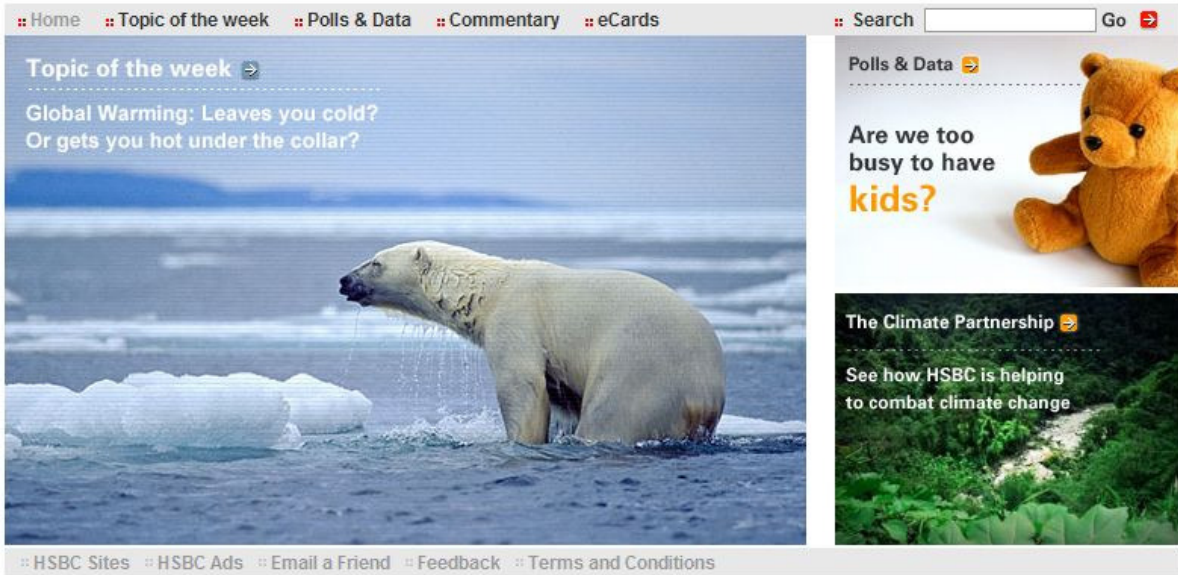 Home Topic of the week Polls & Data Commentary eCards Search Go
Topic of the week
Global Warming: Leaves you cold?
Or gets you hot under the collar?
Polls & Data
Are we too
busy to have
kids?
The Climate Partnership
See how HSBC is helping
to combat climate change
HSBC Sites HSBC Ads Email a Friend Feedback Terms and Conditions